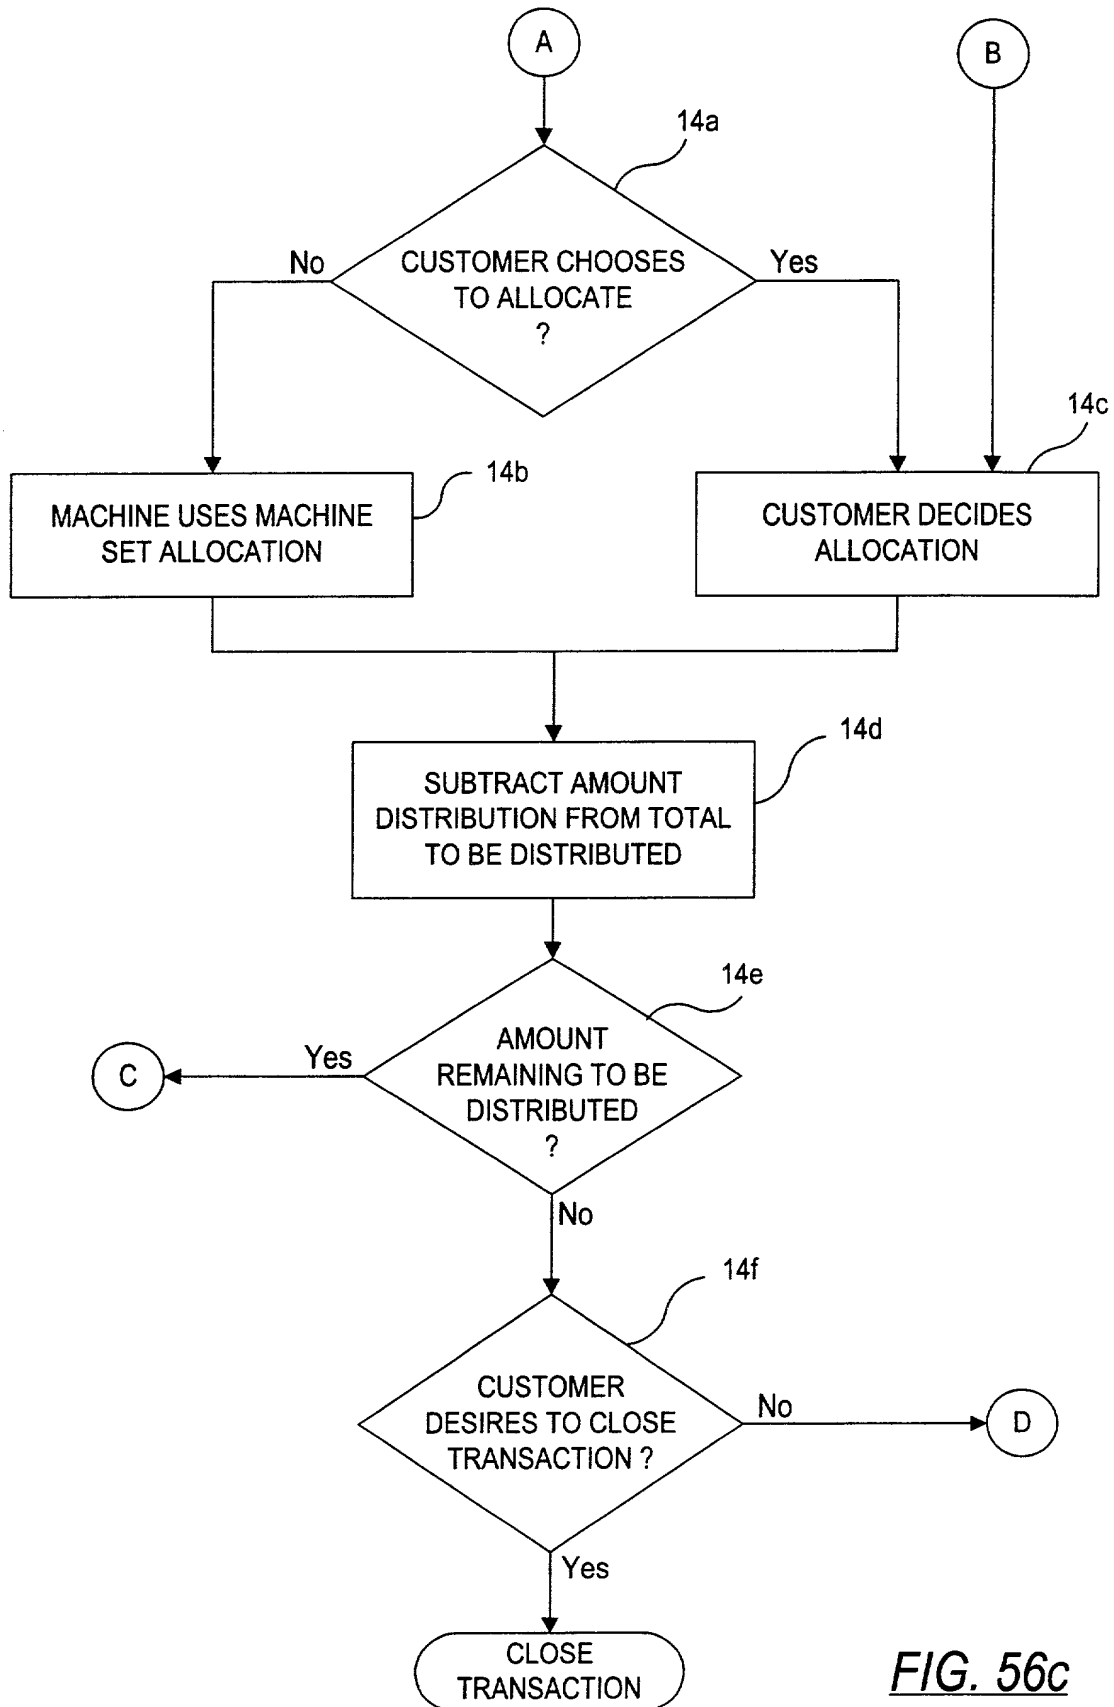 A
B
14a
No
CUSTOMER CHOOSES
TO ALLOCATE
?
Yes
14c
14b
MACHINE USES MACHINE
SET ALLOCATION
CUSTOMER DECIDES
ALLOCATION
14d
SUBTRACT AMOUNT
DISTRIBUTION FROM TOTAL
TO BE DISTRIBUTED
14e
C
Yes
AMOUNT
REMAINING TO BE
DISTRIBUTED
?
No
14f
CUSTOMER
DESIRES TO CLOSE
TRANSACTION ?
No
D
Yes
CLOSE
TRANSACTION
FIG. 56c